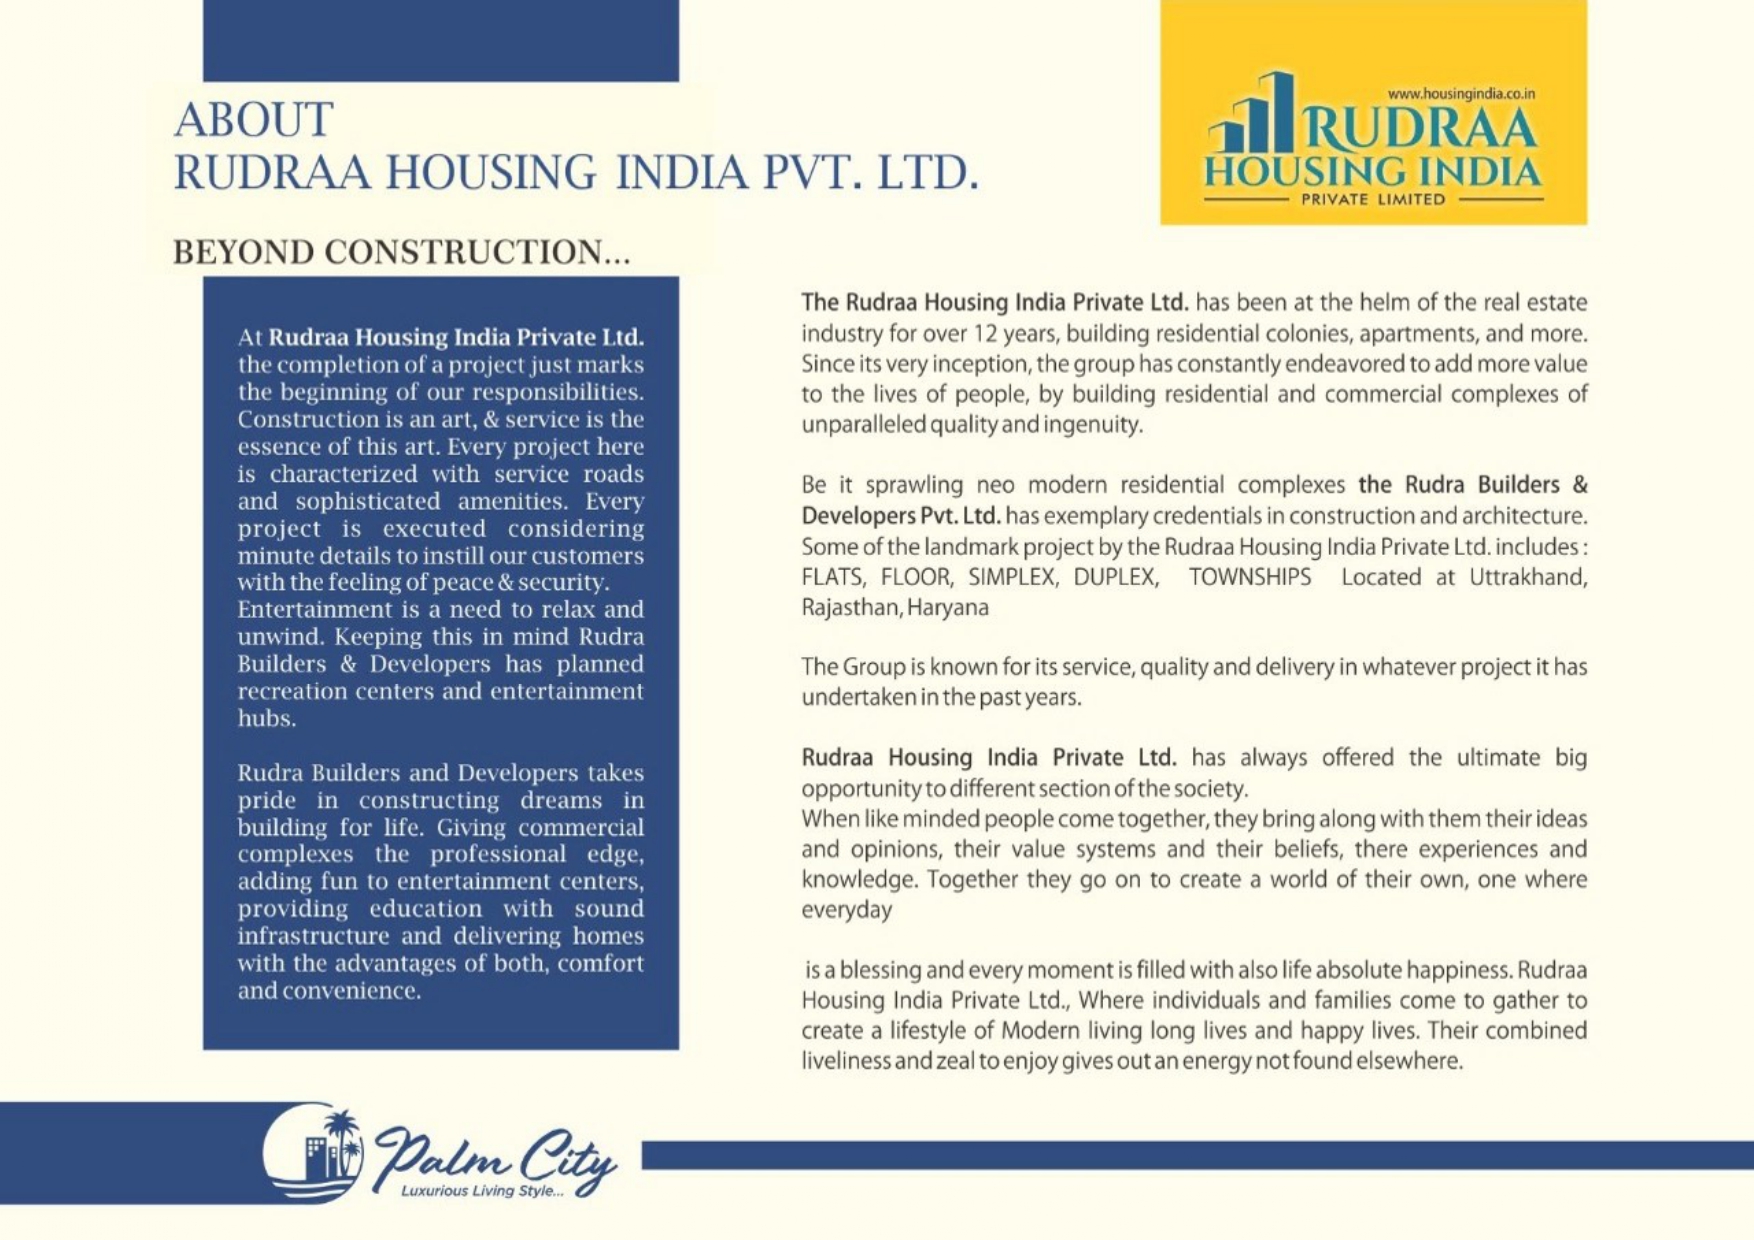 ABOUT
RUDRAA HOUSING INDIA PVT. LTD.
BEYOND CONSTRUCTION...
At Rudraa Housing India Private Ltd.
the completion of a project just marks
the beginning of our responsibilities.
Construction is an art, & service is the
essence of this art. Every project here
is characterized with service roads
and sophisticated amenities. Every
project is executed considering
minute details to instill our customers
with the feeling of peace & security.
Entertainment is a need to relax and
unwind. Keeping this in mind Rudra
Builders & Developers has planned
recreation centers and entertainment
hubs.
Rudra Builders and Developers takes
pride in constructing dreams in
building for life. Giving commercial
complexes the professional edge,
adding fun to entertainment centers,
providing education with sound
infrastructure and delivering homes
with the advantages of both, comfort
and convenience.
www.housingindia.co.in
RUDRAA
HOUSING INDIA
PRIVATE LIMITED
The Rudraa Housing India Private Ltd. has been at the helm of the real estate
industry for over 12 years, building residential colonies, apartments, and more.
Since its very inception, the group has constantly endeavored to add more value
to the lives of people, by building residential and commercial complexes of
unparalleled quality and ingenuity.
Be it sprawling neo modern residential complexes the Rudra Builders &
Developers Pvt. Ltd. has exemplary credentials in construction and architecture.
Some of the landmark project by the Rudraa Housing India Private Ltd. includes :
FLATS, FLOOR, SIMPLEX, DUPLEX, TOWNSHIPS Located at Uttrakhand,
Rajasthan, Haryana
The Group is known for its service, quality and delivery in whatever project it has
undertaken in the past years.
Rudraa Housing India Private Ltd. has always offered the ultimate big
opportunity to different section of the society.
When like minded people come together, they bring along with them their ideas
and opinions, their value systems and their beliefs, there experiences and
knowledge. Together they go on to create a world of their own, one where
everyday
is a blessing and every moment is filled with also life absolute happiness. Rudraa
Housing India Private Ltd., Where individuals and families come to gather to
create a lifestyle of Modern living long lives and happy lives. Their combined
liveliness and zeal to enjoy gives out an energy not found elsewhere.
Palm City
Luxurious Living Style...